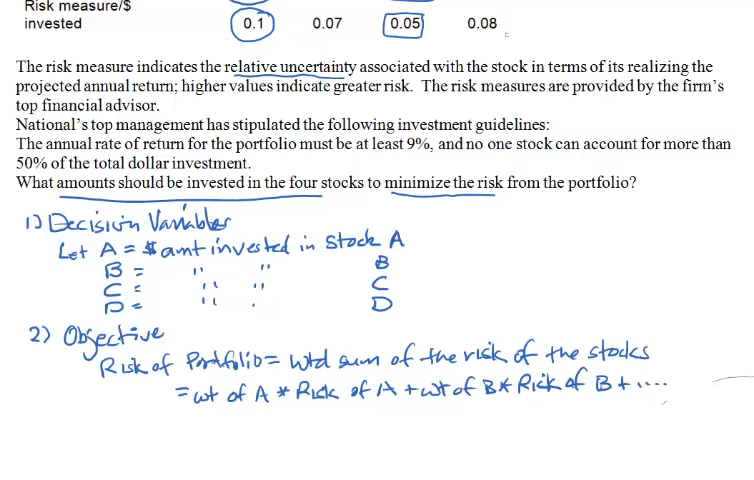 Risk measure/$
invested 0.1 0.07 0.05 0.08
The risk measure indicates the relative uncertainty associated with the stock in terms of its realizing the
projected annual return; higher values indicate greater risk. The risk measures are provided by the firm's
top financial advisor.
National's top management has stipulated the following investment guidelines:
The annual rate of return for the portfolio must be at least 9%, and no one stock can account for more than
50% of the total dollar investment.
What amounts should be invested in the four stocks to minimize the risk from the portfolio?
1) Decision Variables
Let A = $ amt invested in Stock A
B = " " B
C = " " C
D = " " D
2) Objective
Risk of Portfolio = Wtd sum of the risk of the stocks
= wt of A * Risk of A + wt of B * Risk of B + ....